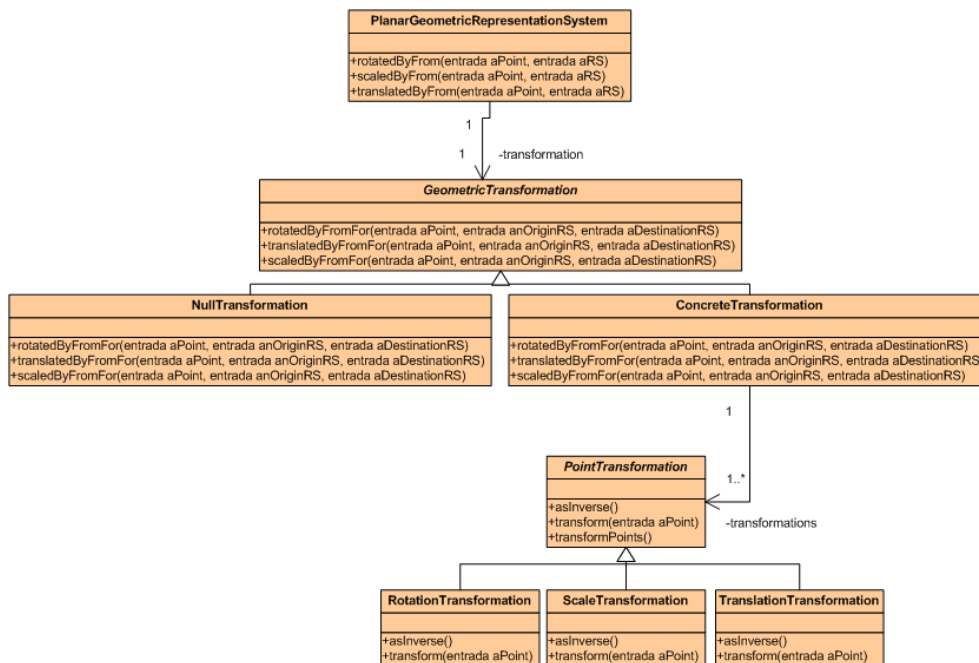 PlanarGeometricRepresentationSystem
+rotatedByFrom(entrada aPoint, entrada aRS)
+scaledByFrom(entrada aPoint, entrada aRS)
+translatedByFrom(entrada aPoint, entrada aRS)
1
1
-transformation
GeometricTransformation
+rotatedByFromFor(entrada aPoint, entrada anOriginRS, entrada aDestinationRS)
+translatedByFromFor(entrada aPoint, entrada anOriginRS, entrada aDestinationRS)
+scaledByFromFor(entrada aPoint, entrada anOriginRS, entrada aDestinationRS)
NullTransformation
+rotatedByFromFor(entrada aPoint, entrada anOriginRS, entrada aDestinationRS)
+translatedByFromFor(entrada aPoint, entrada anOriginRS, entrada aDestinationRS)
+scaledByFromFor(entrada aPoint, entrada anOriginRS, entrada aDestinationRS)
ConcreteTransformation
+rotatedByFromFor(entrada aPoint, entrada anOriginRS, entrada aDestinationRS)
+translatedByFromFor(entrada aPoint, entrada anOriginRS, entrada aDestinationRS)
+scaledByFromFor(entrada aPoint, entrada anOriginRS, entrada aDestinationRS)
1
1..*
-transformations
PointTransformation
+asInverse()
+transform(entrada aPoint)
+transformPoints()
RotationTransformation
+asInverse()
+transform(entrada aPoint)
ScaleTransformation
+asInverse()
+transform(entrada aPoint)
TranslationTransformation
+asInverse()
+transform(entrada aPoint)